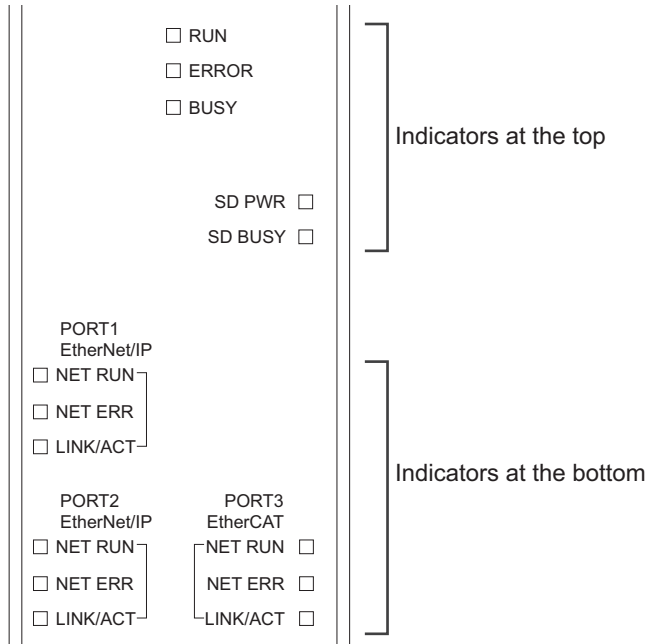 RUN
ERROR
BUSY
Indicators at the top
SD PWR
SD BUSY
PORT1
EtherNet/IP
NET RUN
NET ERR
LINK/ACT
Indicators at the bottom
PORT2
EtherNet/IP
NET RUN
NET ERR
LINK/ACT
PORT3
EtherCAT
NET RUN
NET ERR
LINK/ACT